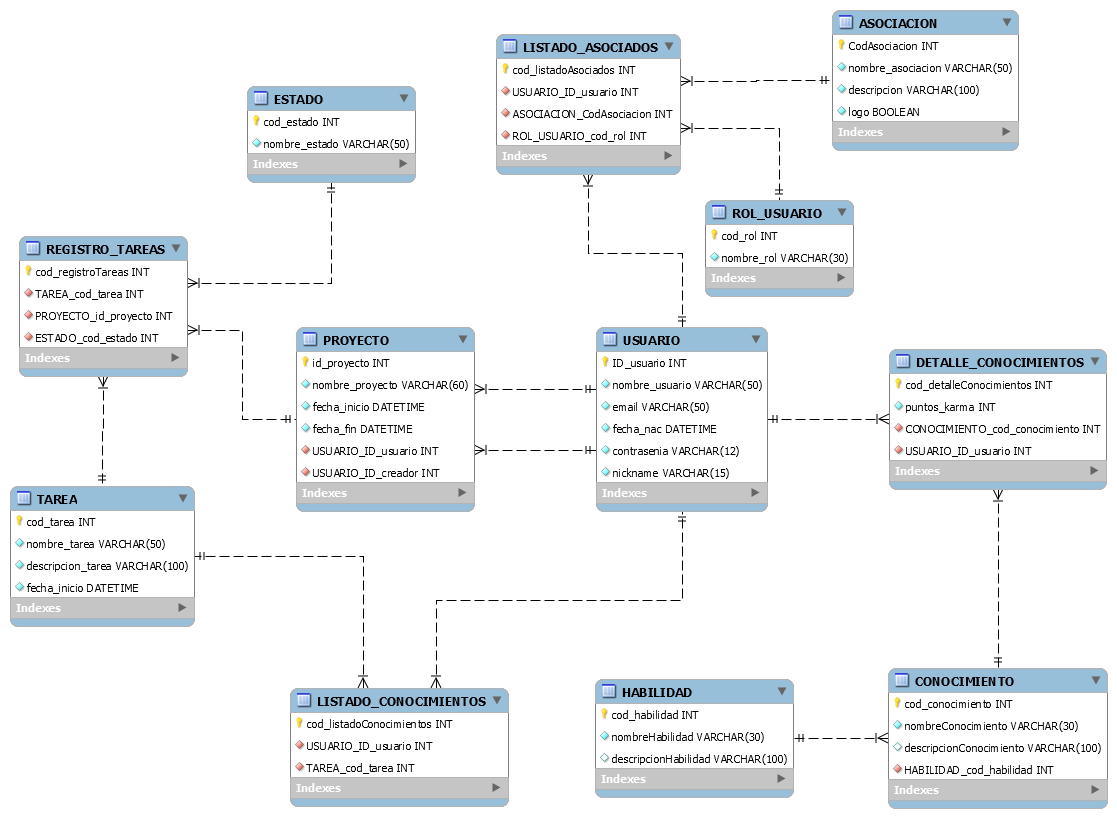 ASOCIACION
CodAsociacion INT
nombre_asociacion VARCHAR(50)
descripcion VARCHAR(100)
logo BOOLEAN
Indexes
LISTADO_ASOCIADOS
cod_listadoAsociados INT
USUARIO_ID_usuario INT
ASOCIACION_CodAsociacion INT
ROL_USUARIO_cod_rol INT
Indexes
ESTADO
cod_estado INT
nombre_estado VARCHAR(50)
Indexes
ROL_USUARIO
cod_rol INT
nombre_rol VARCHAR(30)
Indexes
REGISTRO_TAREAS
cod_registroTareas INT
TAREA_cod_tarea INT
PROYECTO_id_proyecto INT
ESTADO_cod_estado INT
Indexes
PROYECTO
id_proyecto INT
nombre_proyecto VARCHAR(60)
fecha_inicio DATETIME
fecha_fin DATETIME
USUARIO_ID_usuario INT
USUARIO_ID_creador INT
Indexes
USUARIO
ID_usuario INT
nombre_usuario VARCHAR(50)
email VARCHAR(50)
fecha_nac DATETIME
contrasenia VARCHAR(12)
nickname VARCHAR(15)
Indexes
DETALLE_CONOCIMIENTOS
cod_detalleConocimientos INT
puntos_karma INT
CONOCIMIENTO_cod_conocimiento INT
USUARIO_ID_usuario INT
Indexes
TAREA
cod_tarea INT
nombre_tarea VARCHAR(50)
descripcion_tarea VARCHAR(100)
fecha_inicio DATETIME
Indexes
LISTADO_CONOCIMIENTOS
cod_listadoConocimientos INT
USUARIO_ID_usuario INT
TAREA_cod_tarea INT
Indexes
HABILIDAD
cod_habilidad INT
nombreHabilidad VARCHAR(30)
descripcionHabilidad VARCHAR(100)
Indexes
CONOCIMIENTO
cod_conocimiento INT
nombreConocimiento VARCHAR(30)
descripcionConocimiento VARCHAR(100)
HABILIDAD_cod_habilidad INT
Indexes